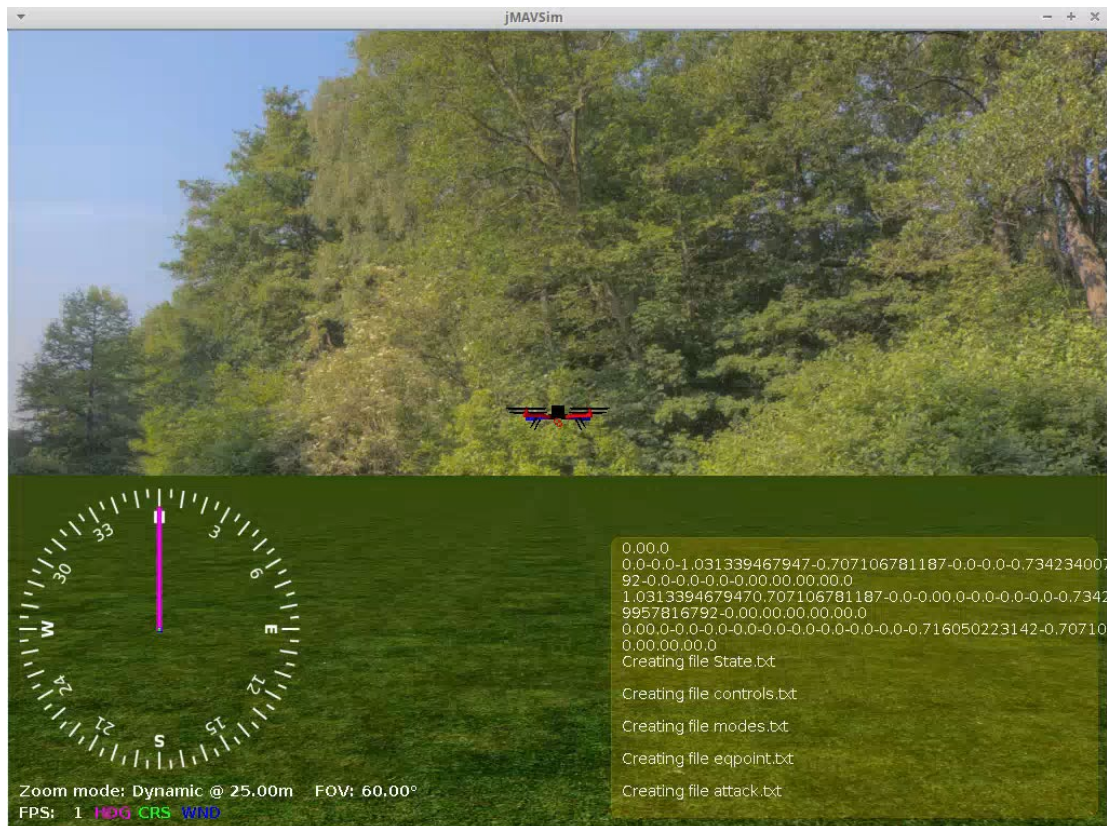 jMAVSim
N
33
3
30
6
W
E
24
12
21
15
S
0.00.0
0.0-0.0-1.031339467947-0.707106781187-0.0-0.0-0.734234007
92-0.0-0.0-0.0-0.00.00.00.00.0
1.0313394679470.707106781187-0.0-0.00.0-0.0-0.0-0.0-0.7342
9957816792-0.00.00.00.00.00.0
0.00.0-0.0-0.0-0.0-0.0-0.0-0.0-0.0-0.0-0.716050223142-0.70710
0.00.00.00.0
Creating file State.txt
Creating file controls.txt
Creating file modes.txt
Creating file eqpoint.txt
Creating file attack.txt
Zoom mode: Dynamic @ 25.00m FOV: 60.00°
FPS: 1 HDG CRS WND